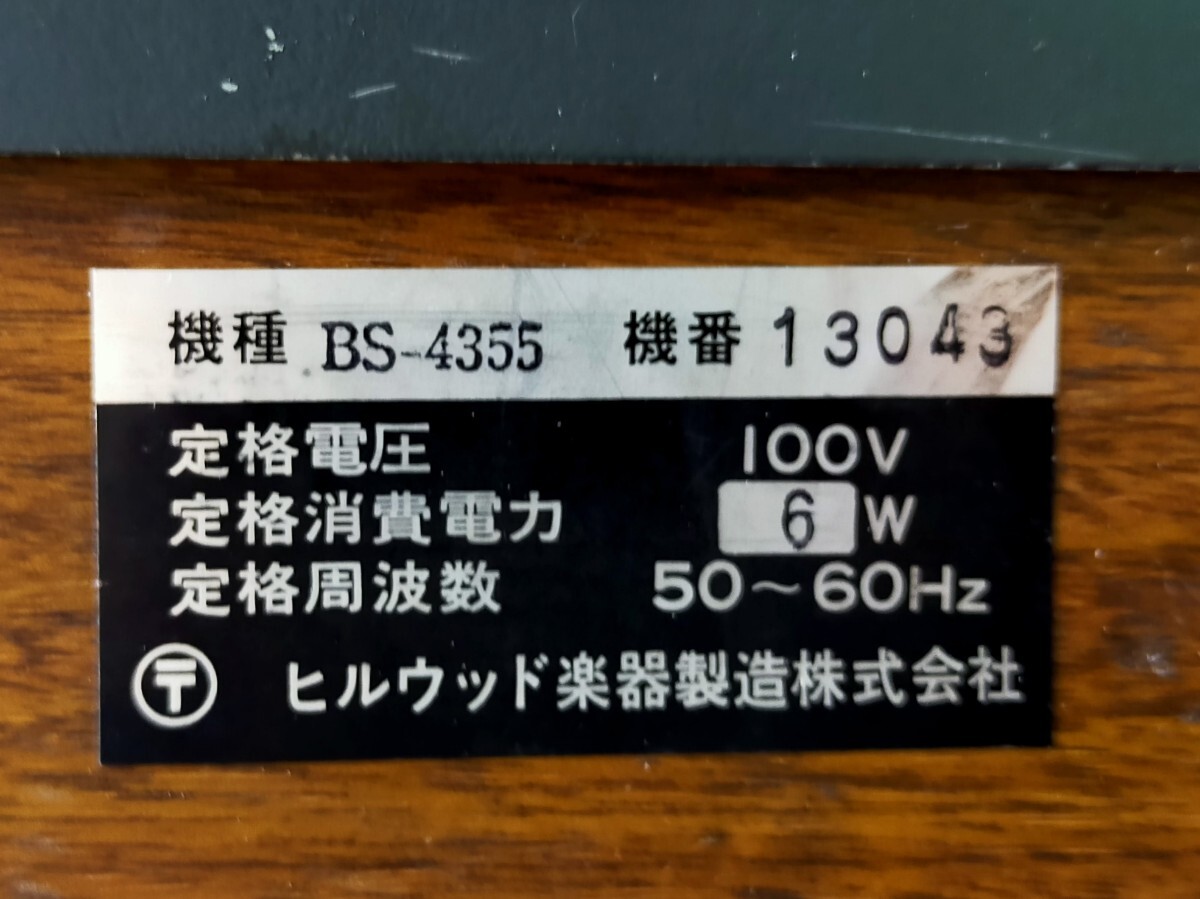 機種 BS-4355 機番 13043
定格電圧 100V
定格消費電力 6 W
定格周波数 50～60Hz
〒 ヒルウッド楽器製造株式会社